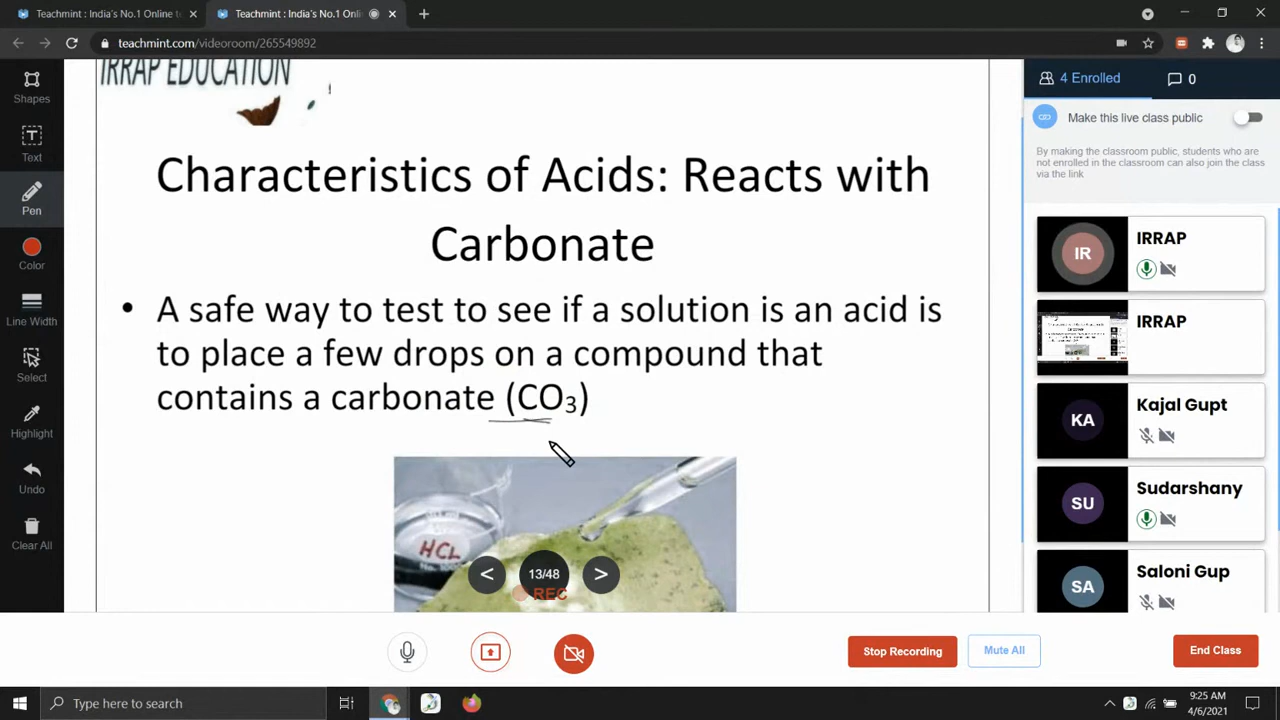 Teachmint : India's No.1 Online t
Teachmint : India's No.1 Onli
teachmint.com/videoroom/265549892
Shapes
Text
Pen
Color
Line Width
Select
Highlight
Undo
Clear All
IRRAP EDUCATION
Characteristics of Acids: Reacts with
Carbonate
• A safe way to test to see if a solution is an acid is
to place a few drops on a compound that
contains a carbonate (CO₃)
HCL
13/48
REC
4 Enrolled
0
Make this live class public
By making the classroom public, students who are
not enrolled in the classroom can also join the class
via the link
IR
IRRAP
IRRAP
KA
Kajal Gupt
SU
Sudarshany
SA
Saloni Gup
Stop Recording
Mute All
End Class
Type here to search
9:25 AM
4/6/2021